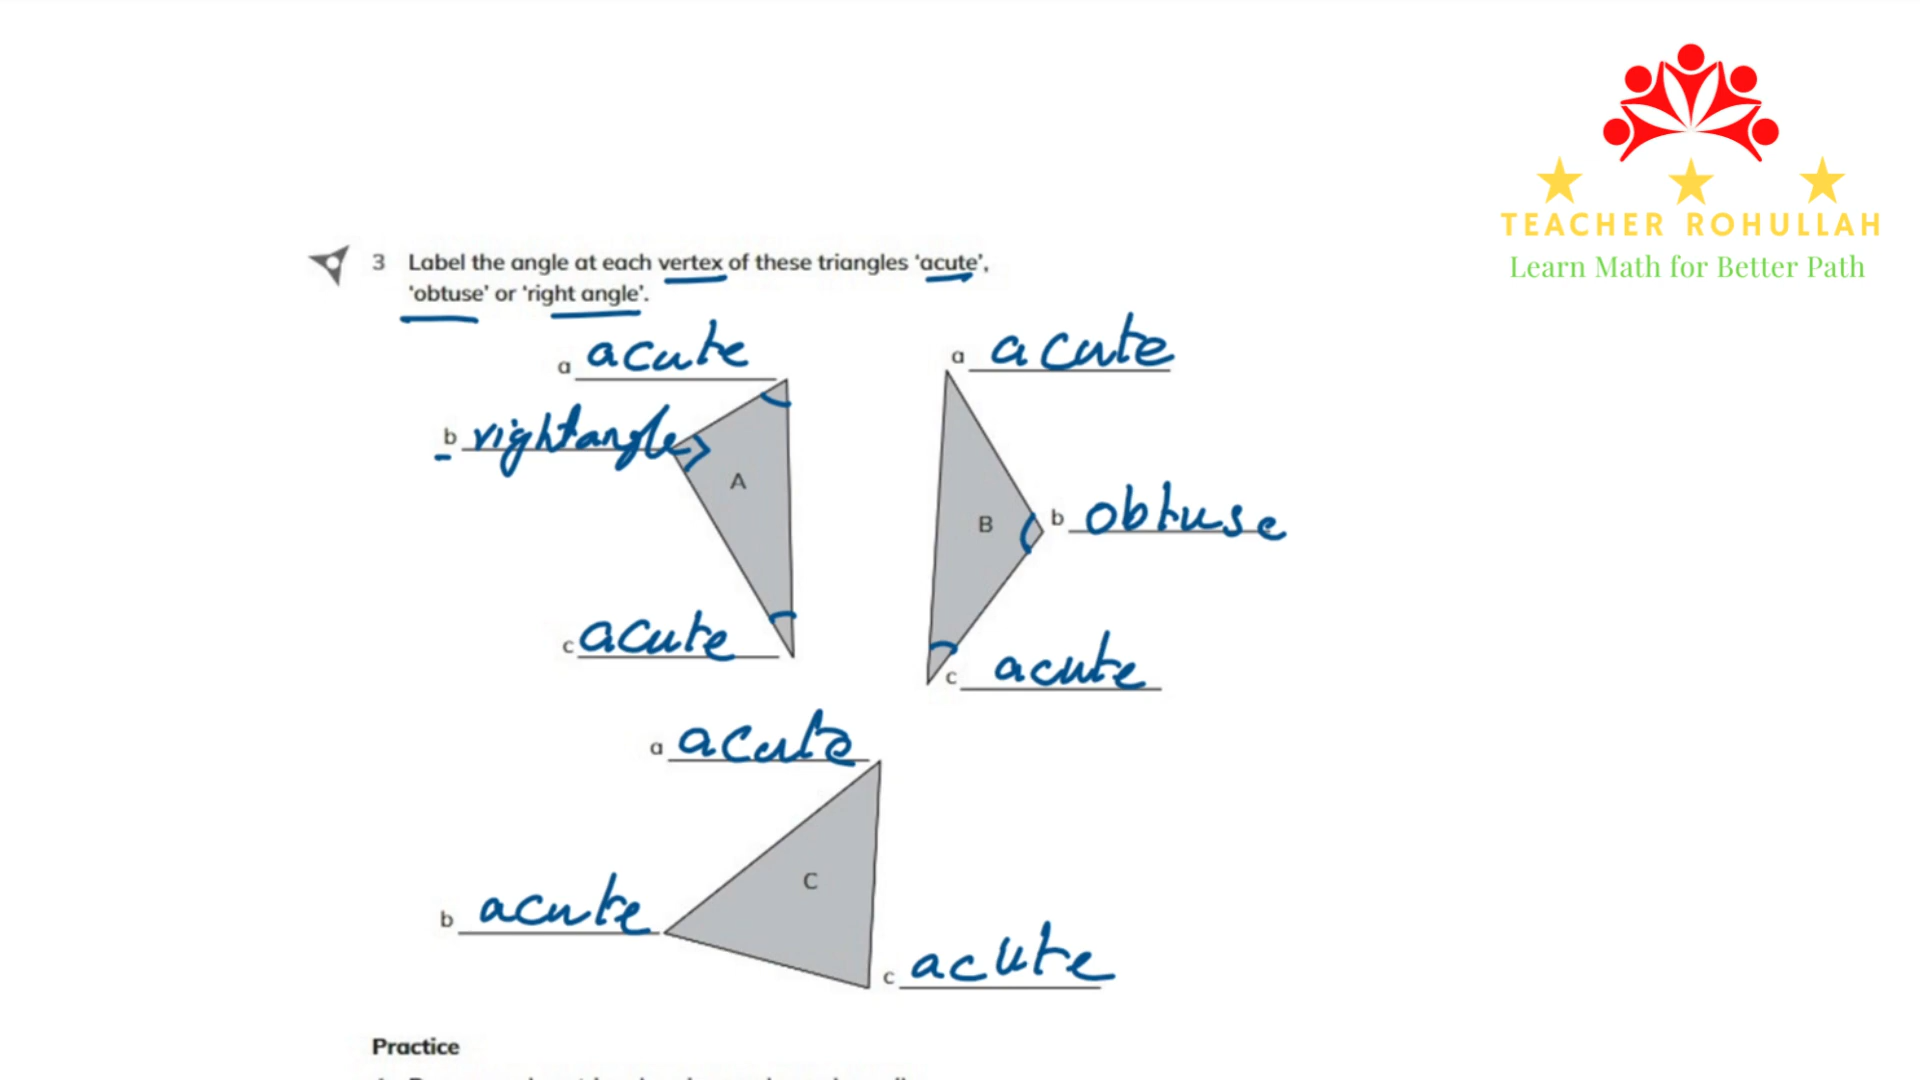 TEACHER ROHULLAH
Learn Math for Better Path
3 Label the angle at each vertex of these triangles 'acute',
'obtuse' or 'right angle'.
a acute
a acute
b rightangle
A
B
b obtuse
c acute
c acute
a acute
C
b acute
c acute
Practice